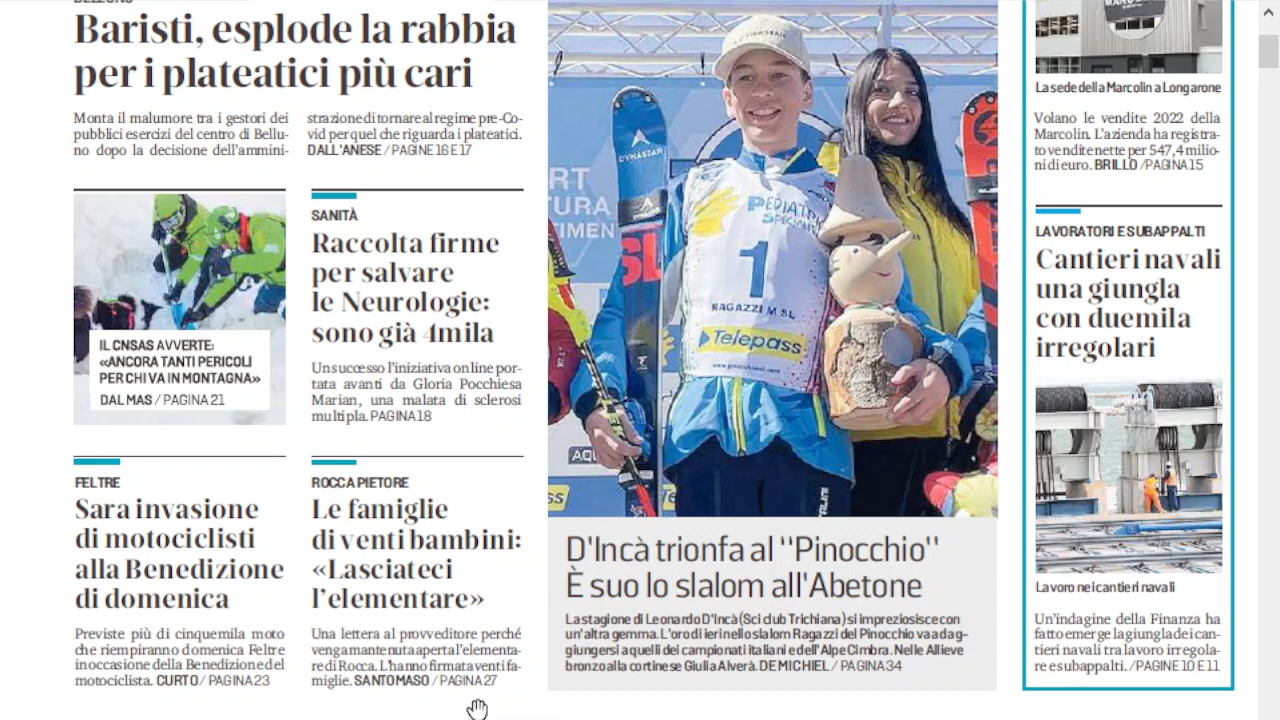 BELLUNO
Baristi, esplode la rabbia
per i plateatici più cari
Monta il malumore tra i gestori dei
pubblici esercizi del centro di Bellu-
no dopo la decisione dell'ammini-
strazione di tornare al regime pre-Co-
vid per quel che riguarda i plateatici.
DALL'ANESE / PAGINE 16 E 17
IL CNSAS AVVERTE:
«ANCORA TANTI PERICOLI
PER CHI VA IN MONTAGNA»
DAL MAS / PAGINA 21
SANITÀ
Raccolta firme
per salvare
le Neurologie:
sono già 4mila
Un successo l'iniziativa on line por-
tata avanti da Gloria Pocchiesa
Marian, una malata di sclerosi
multipla. PAGINA 18
FELTRE
Sara invasione
di motociclisti
alla Benedizione
di domenica
Previste più di cinquemila moto
che riempiranno domenica Feltre
in occasione della Benedizione del
motociclista. CURTO / PAGINA 23
ROCCA PIETORE
Le famiglie
di venti bambini:
«Lasciateci
l'elementare»
Una lettera al provveditore perché
venga mantenuta aperta l'elementa-
re di Rocca. L'hanno firmata venti fa-
miglie. SANTOMASO / PAGINA 27
DYNASTAR
SL
PEDIATRICA
SPECIALIST
1
RAGAZZI M SL
Telepass
D'Incà trionfa al "Pinocchio"
È suo lo slalom all'Abetone
La stagione di Leonardo D'Incà (Sci club Trichiana) si impreziosisce con
un'altra gemma. L'oro di ieri nello slalom Ragazzi del Pinocchio va ad ag-
giungersi a quelli dei campionati italiani e dell'Alpe Cimbra. Nelle Allieve
bronzo alla cortinese Giulia Alverà. DE MICHIEL / PAGINA 34
La sede della Marcolin a Longarone
Volano le vendite 2022 della
Marcolin. L'azienda ha registra-
to vendite nette per 547,4 milio-
ni di euro. BRILLO / PAGINA 15
LAVORATORI E SUBAPPALTI
Cantieri navali
una giungla
con duemila
irregolari
Lavoro nei cantieri navali
Un'indagine della Finanza ha
fatto emerge la giungla dei can-
tieri navali tra lavoro irregola-
re e subappalti. / PAGINE 10 E 11